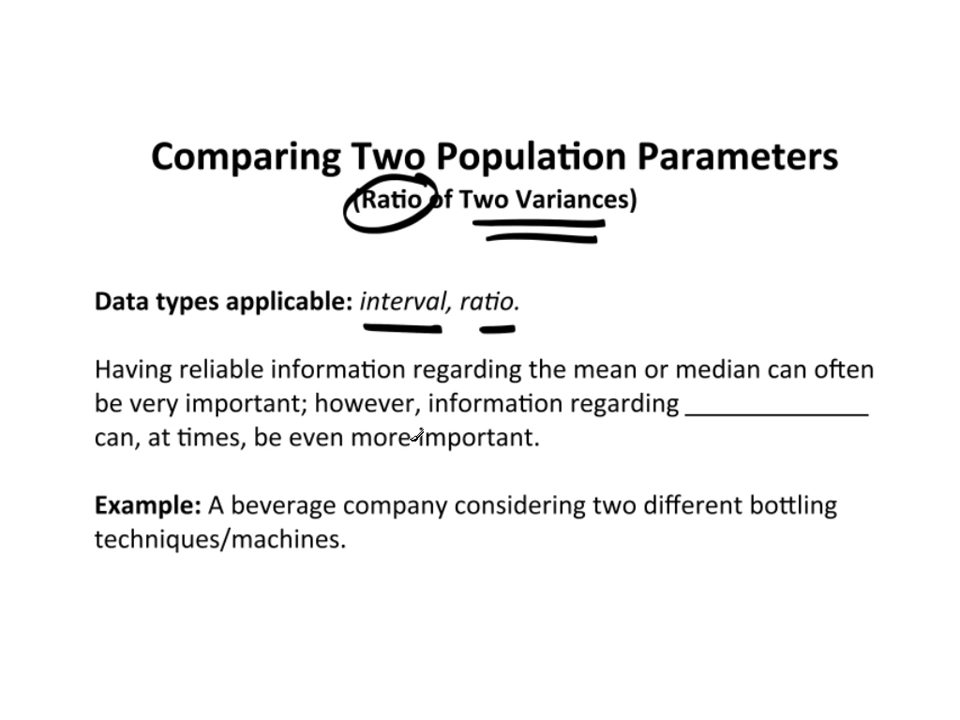 Comparing Two Population Parameters
(Ratio of Two Variances)
Data types applicable: interval, ratio.
Having reliable information regarding the mean or median can often
be very important; however, information regarding ______________
can, at times, be even more important.
Example: A beverage company considering two different bottling
techniques/machines.